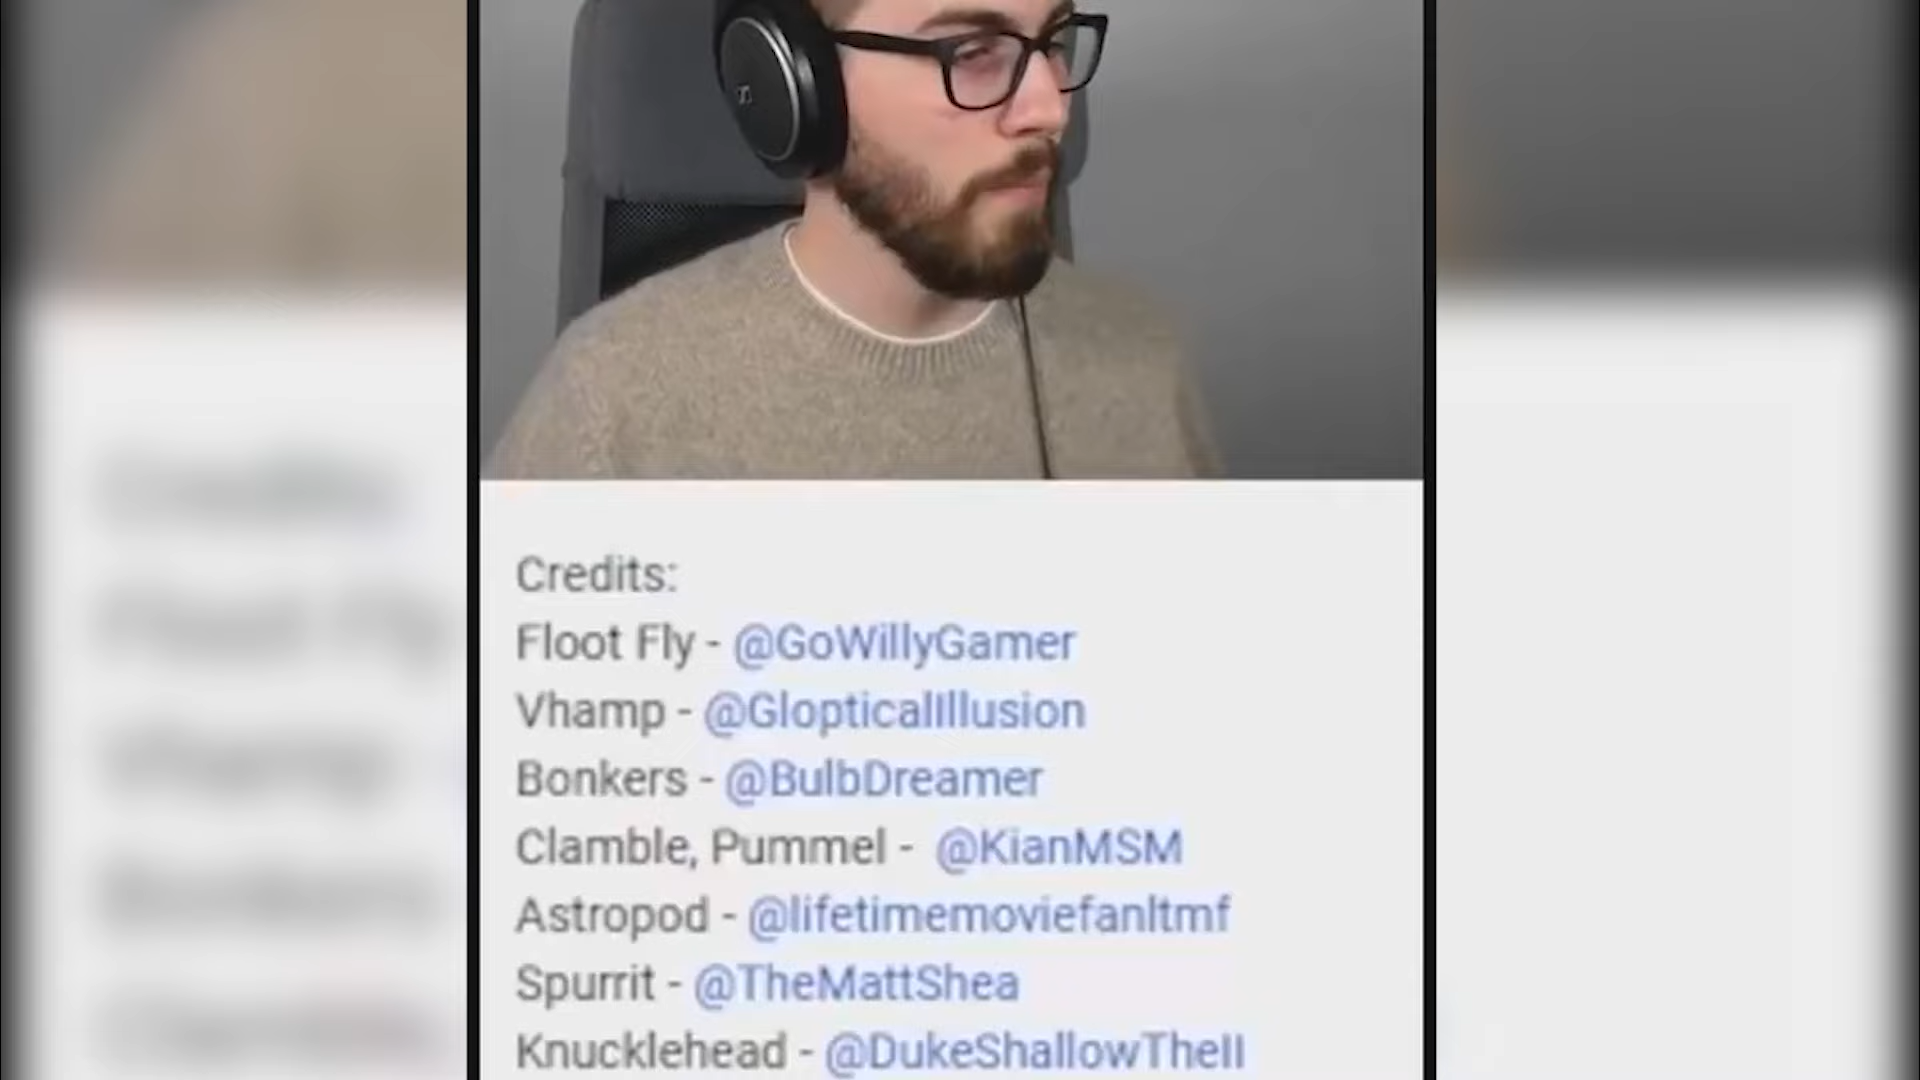 Credits:
Floot Fly - @GoWillyGamer
Vhamp - @GlopticalIllusion
Bonkers - @BulbDreamer
Clamble, Pummel - @KianMSM
Astropod - @lifetimemoviefanltmf
Spurrit - @TheMattShea
Knucklehead - @DukeShallowTheII